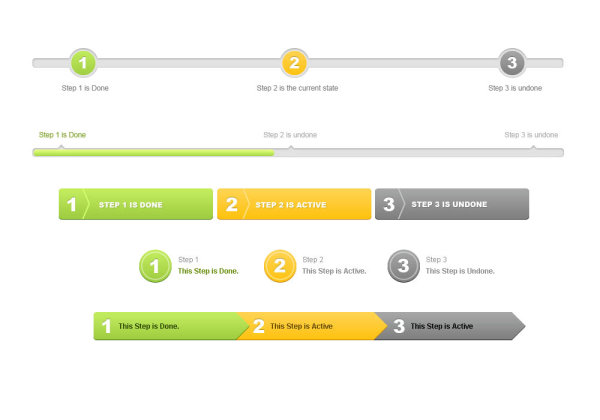 1 2 3
Step 1 is Done Step 2 is the current state Step 3 is undone
Step 1 is Done Step 2 is undone Step 3 is undone
1 STEP 1 IS DONE 2 STEP 2 IS ACTIVE 3 STEP 3 IS UNDONE
Step 1 Step 2 Step 3
1 2 3
This Step is Done. This Step is Active. This Step is Undone.
1 This Step is Done. 2 This Step is Active 3 This Step is Active